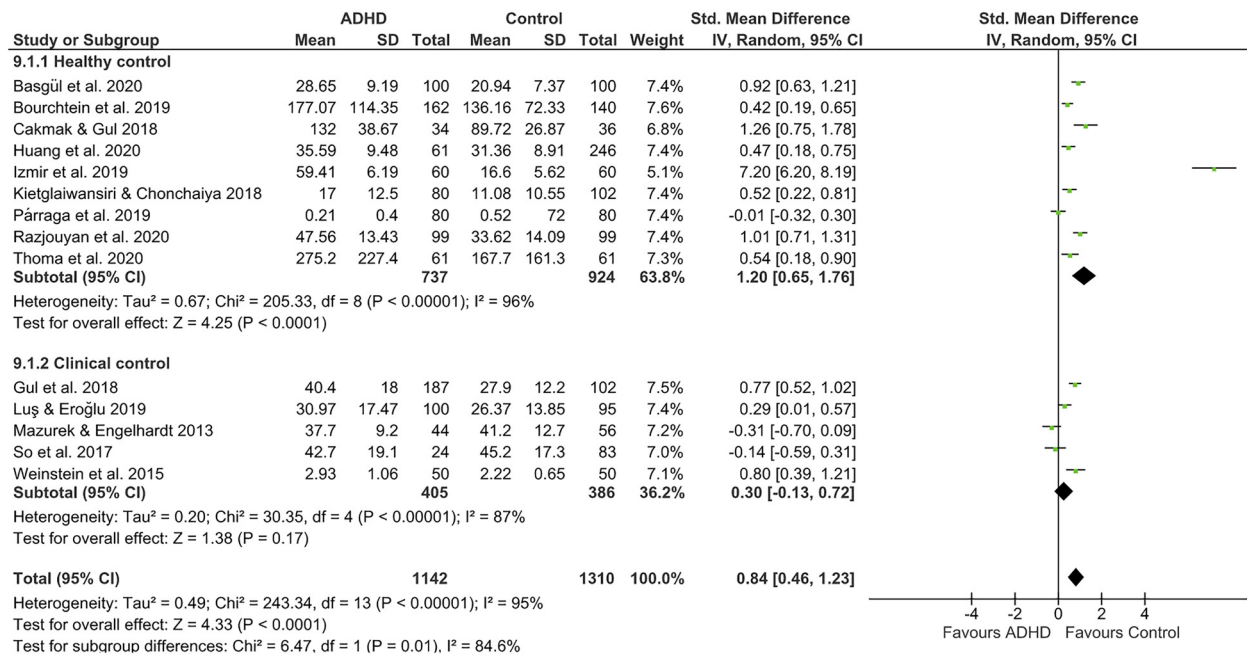 ADHD Control Std. Mean Difference Std. Mean Difference
Study or Subgroup Mean SD Total Mean SD Total Weight IV, Random, 95% CI IV, Random, 95% CI
9.1.1 Healthy control
Basgül et al. 2020 28.65 9.19 100 20.94 7.37 100 7.4% 0.92 [0.63, 1.21]
Bourchtein et al. 2019 177.07 114.35 162 136.16 72.33 140 7.6% 0.42 [0.19, 0.65]
Cakmak & Gul 2018 132 38.67 34 89.72 26.87 36 6.8% 1.26 [0.75, 1.78]
Huang et al. 2020 35.59 9.48 61 31.36 8.91 246 7.4% 0.47 [0.18, 0.75]
Izmir et al. 2019 59.41 6.19 60 16.6 5.62 60 5.1% 7.20 [6.20, 8.19]
Kietglaiwansiri & Chonchaiya 2018 17 12.5 80 11.08 10.55 102 7.4% 0.52 [0.22, 0.81]
Párraga et al. 2019 0.21 0.4 80 0.52 72 80 7.4% -0.01 [-0.32, 0.30]
Razjouyan et al. 2020 47.56 13.43 99 33.62 14.09 99 7.4% 1.01 [0.71, 1.31]
Thoma et al. 2020 275.2 227.4 61 167.7 161.3 61 7.3% 0.54 [0.18, 0.90]
Subtotal (95% CI) 737 924 63.8% 1.20 [0.65, 1.76]
Heterogeneity: Tau² = 0.67; Chi² = 205.33, df = 8 (P < 0.00001); I² = 96%
Test for overall effect: Z = 4.25 (P < 0.0001)
9.1.2 Clinical control
Gul et al. 2018 40.4 18 187 27.9 12.2 102 7.5% 0.77 [0.52, 1.02]
Luş & Eroğlu 2019 30.97 17.47 100 26.37 13.85 95 7.4% 0.29 [0.01, 0.57]
Mazurek & Engelhardt 2013 37.7 9.2 44 41.2 12.7 56 7.2% -0.31 [-0.70, 0.09]
So et al. 2017 42.7 19.1 24 45.2 17.3 83 7.0% -0.14 [-0.59, 0.31]
Weinstein et al. 2015 2.93 1.06 50 2.22 0.65 50 7.1% 0.80 [0.39, 1.21]
Subtotal (95% CI) 405 386 36.2% 0.30 [-0.13, 0.72]
Heterogeneity: Tau² = 0.20; Chi² = 30.35, df = 4 (P < 0.00001); I² = 87%
Test for overall effect: Z = 1.38 (P = 0.17)
Total (95% CI) 1142 1310 100.0% 0.84 [0.46, 1.23]
Heterogeneity: Tau² = 0.49; Chi² = 243.34, df = 13 (P < 0.00001); I² = 95%
Test for overall effect: Z = 4.33 (P < 0.0001)
Test for subgroup differences: Chi² = 6.47, df = 1 (P = 0.01), I² = 84.6%
-4 -2 0 2 4
Favours ADHD Favours Control